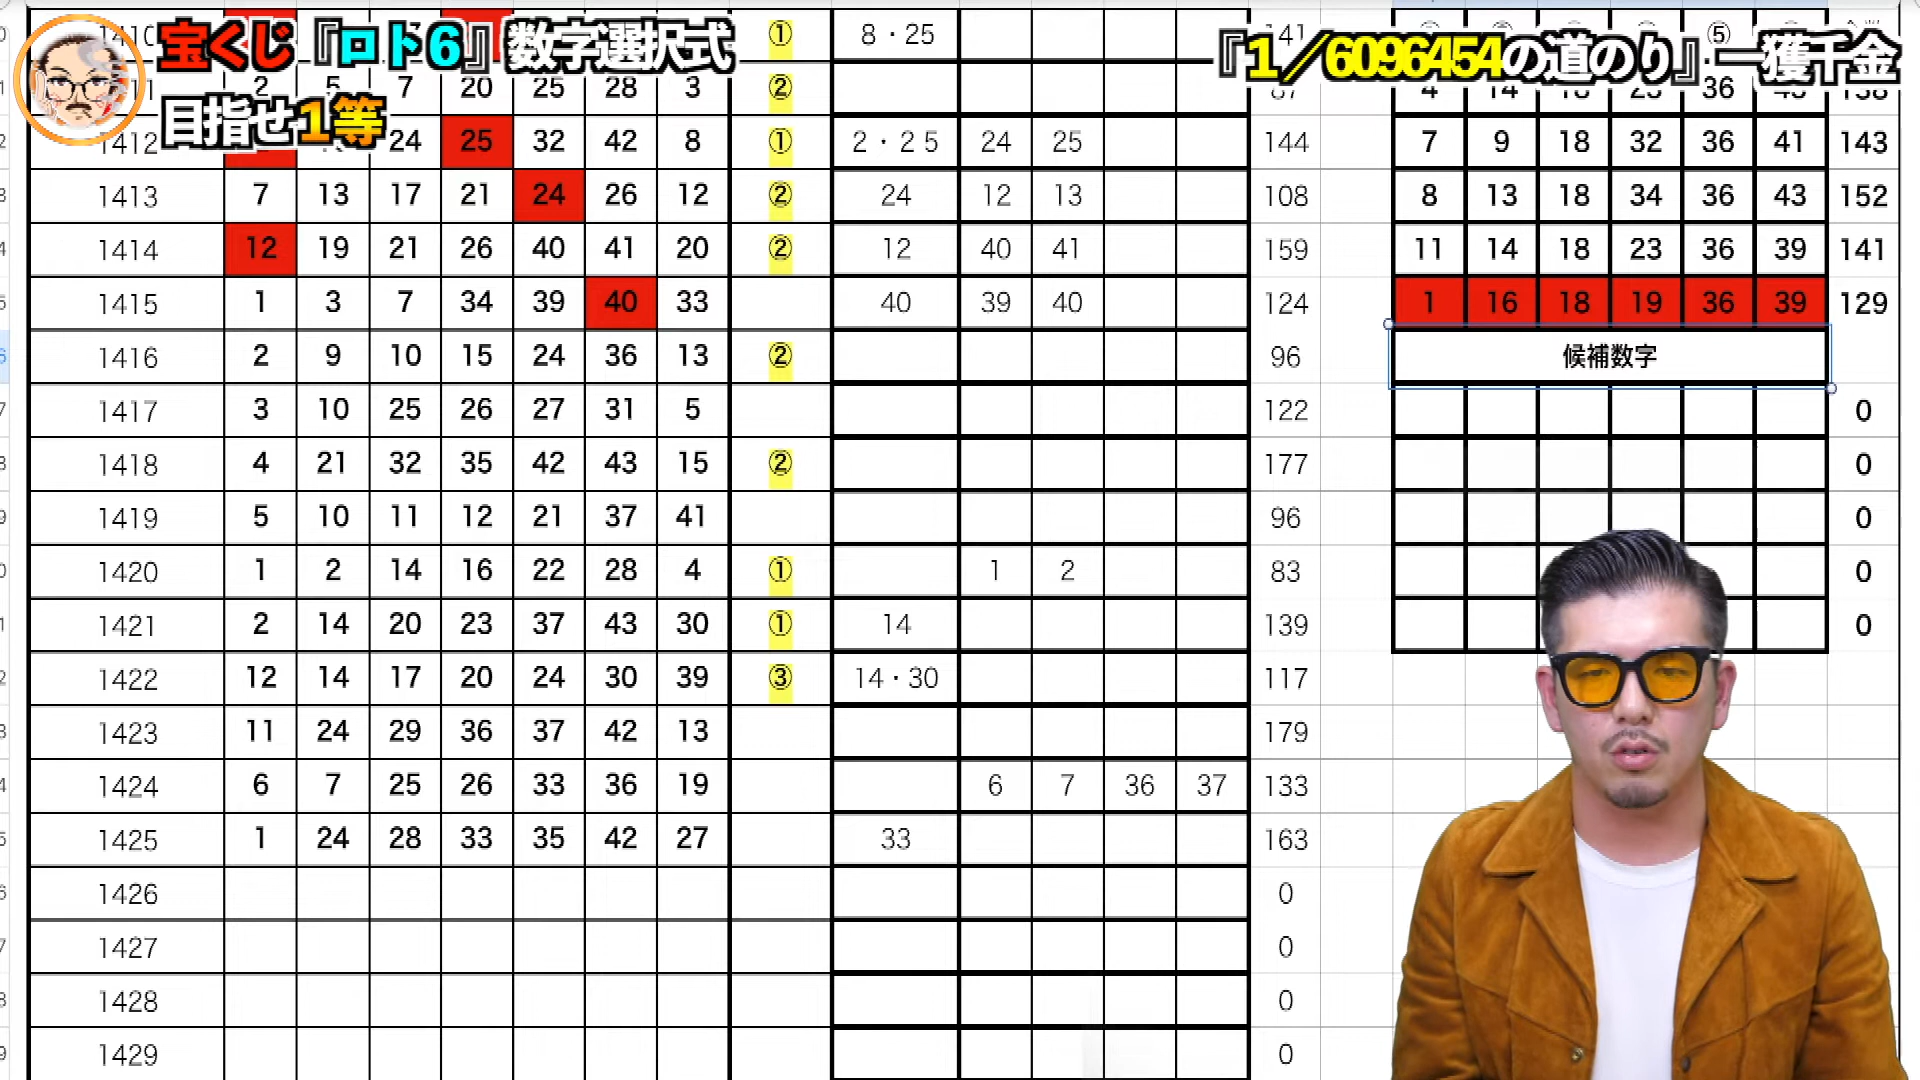 宝くじ『ロト6』数字選択式
目指せ1等
『1／6096454の道のり』一獲千金
① 8・25
2 7 20 25 28 3 ②
⑤
36
1412 24 25 32 42 8 ① 2・25 24 25 144
7 9 18 32 36 41 143
1413 7 13 17 21 24 26 12 ② 24 12 13 108
8 13 18 34 36 43 152
1414 12 19 21 26 40 41 20 ② 12 40 41 159
11 14 18 23 36 39 141
1415 1 3 7 34 39 40 33 40 39 40 124
1 16 18 19 36 39 129
1416 2 9 10 15 24 36 13 ② 96
候補数字
1417 3 10 25 26 27 31 5 122 0
1418 4 21 32 35 42 43 15 ② 177 0
1419 5 10 11 12 21 37 41 96 0
1420 1 2 14 16 22 28 4 ① 1 2 83 0
1421 2 14 20 23 37 43 30 ① 14 139 0
1422 12 14 17 20 24 30 39 ③ 14・30 117
1423 11 24 29 36 37 42 13 179
1424 6 7 25 26 33 36 19 6 7 36 37 133
1425 1 24 28 33 35 42 27 33 163
1426 0
1427 0
1428 0
1429 0